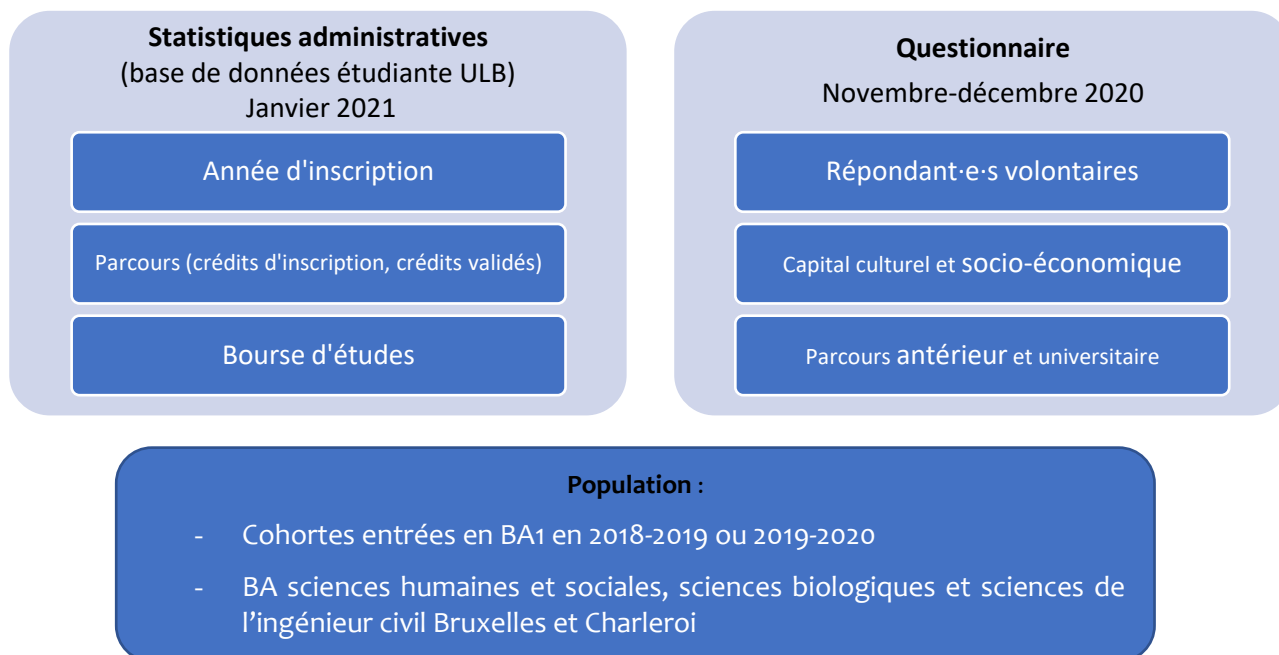 Statistiques administratives
(base de données étudiante ULB)
Janvier 2021
Année d'inscription
Parcours (crédits d'inscription, crédits validés)
Bourse d'études
Questionnaire
Novembre-décembre 2020
Répondant·e·s volontaires
Capital culturel et socio-économique
Parcours antérieur et universitaire
Population :
- Cohortes entrées en BA1 en 2018-2019 ou 2019-2020
- BA sciences humaines et sociales, sciences biologiques et sciences de
l’ingénieur civil Bruxelles et Charleroi